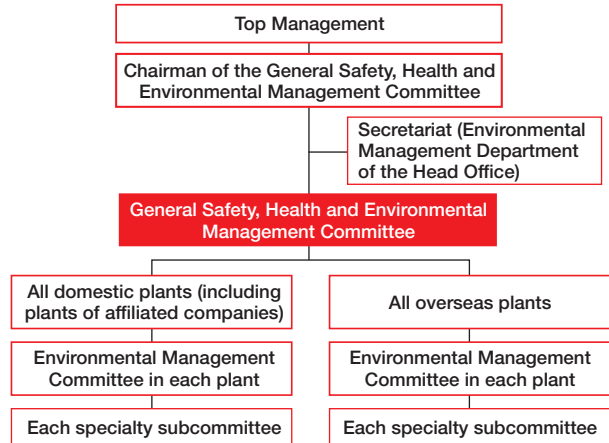 Top Management
Chairman of the General Safety, Health and
Environmental Management Committee
Secretariat (Environmental
Management Department
of the Head Office)
General Safety, Health and Environmental
Management Committee
All domestic plants (including
plants of affiliated companies)
Environmental Management
Committee in each plant
Each specialty subcommittee
All overseas plants
Environmental Management
Committee in each plant
Each specialty subcommittee